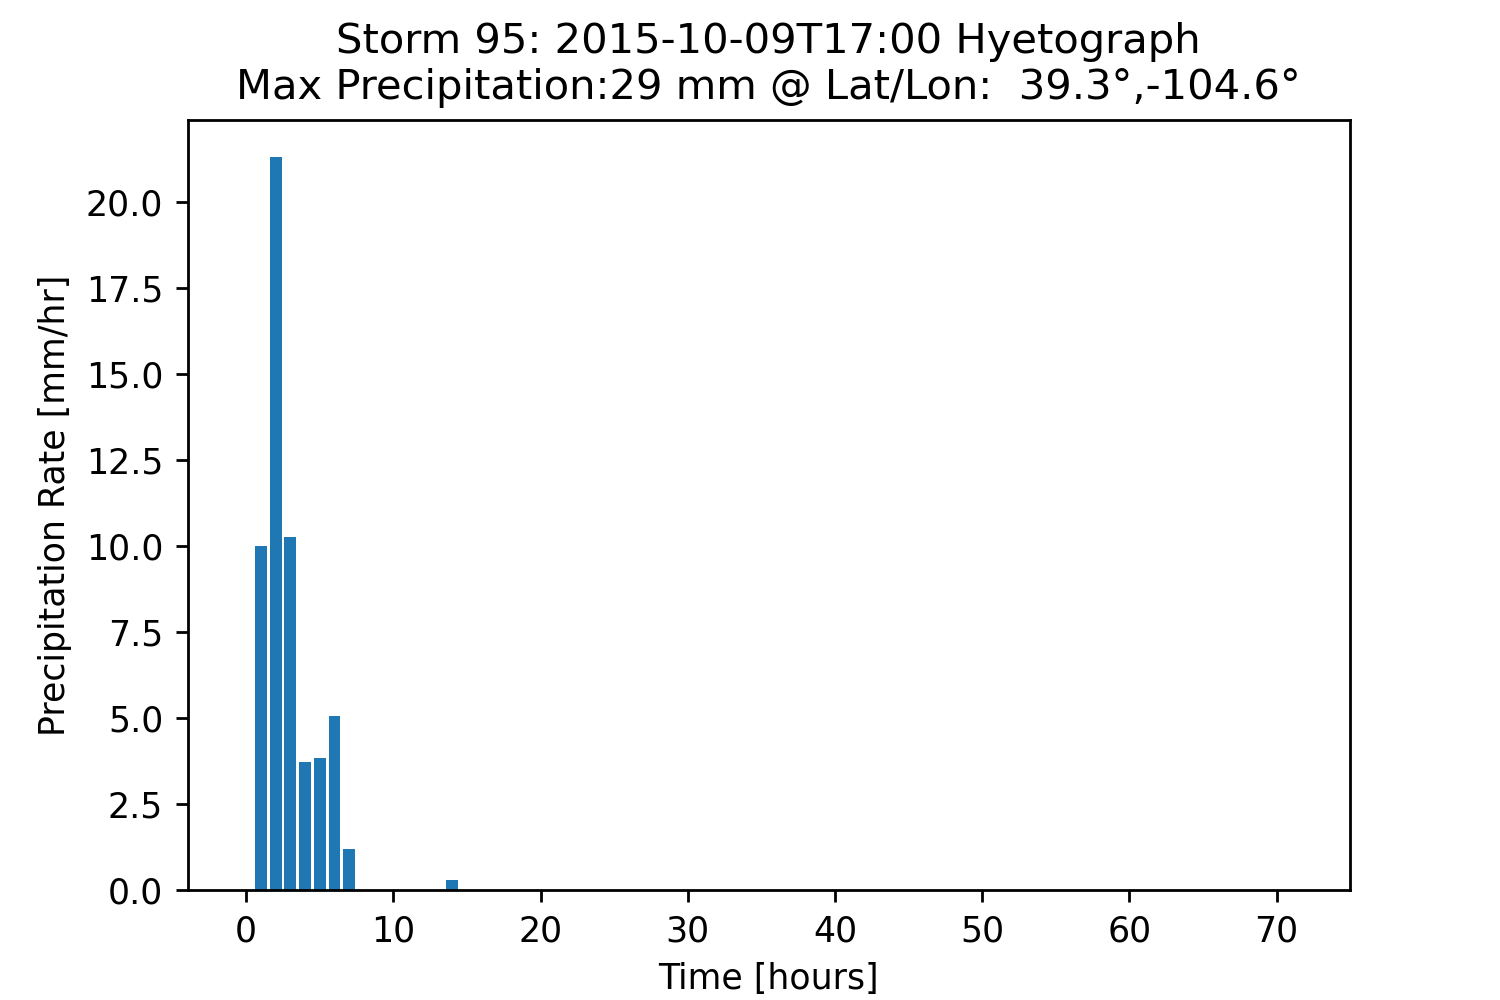 Storm 95: 2015-10-09T17:00 Hyetograph
Max Precipitation:29 mm @ Lat/Lon:  39.3°,-104.6°
20.0
17.5
15.0
12.5
10.0
7.5
5.0
2.5
0.0
Precipitation Rate [mm/hr]
0 10 20 30 40 50 60 70
Time [hours]